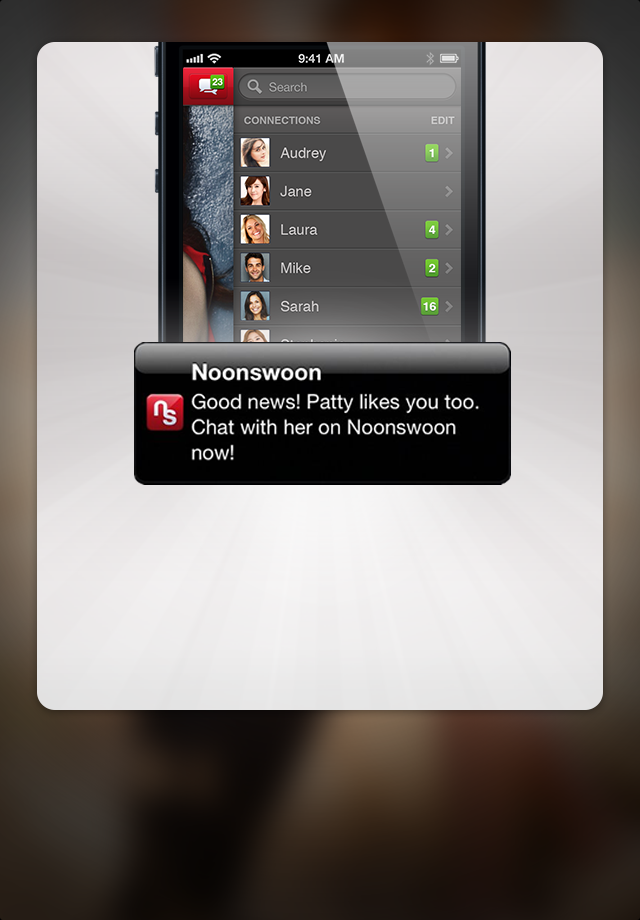 9:41 AM
23
Search
CONNECTIONS EDIT
Audrey 1
Jane
Laura 4
Mike 2
Sarah 16
Noonswoon
ns
Good news! Patty likes you too.
Chat with her on Noonswoon
now!